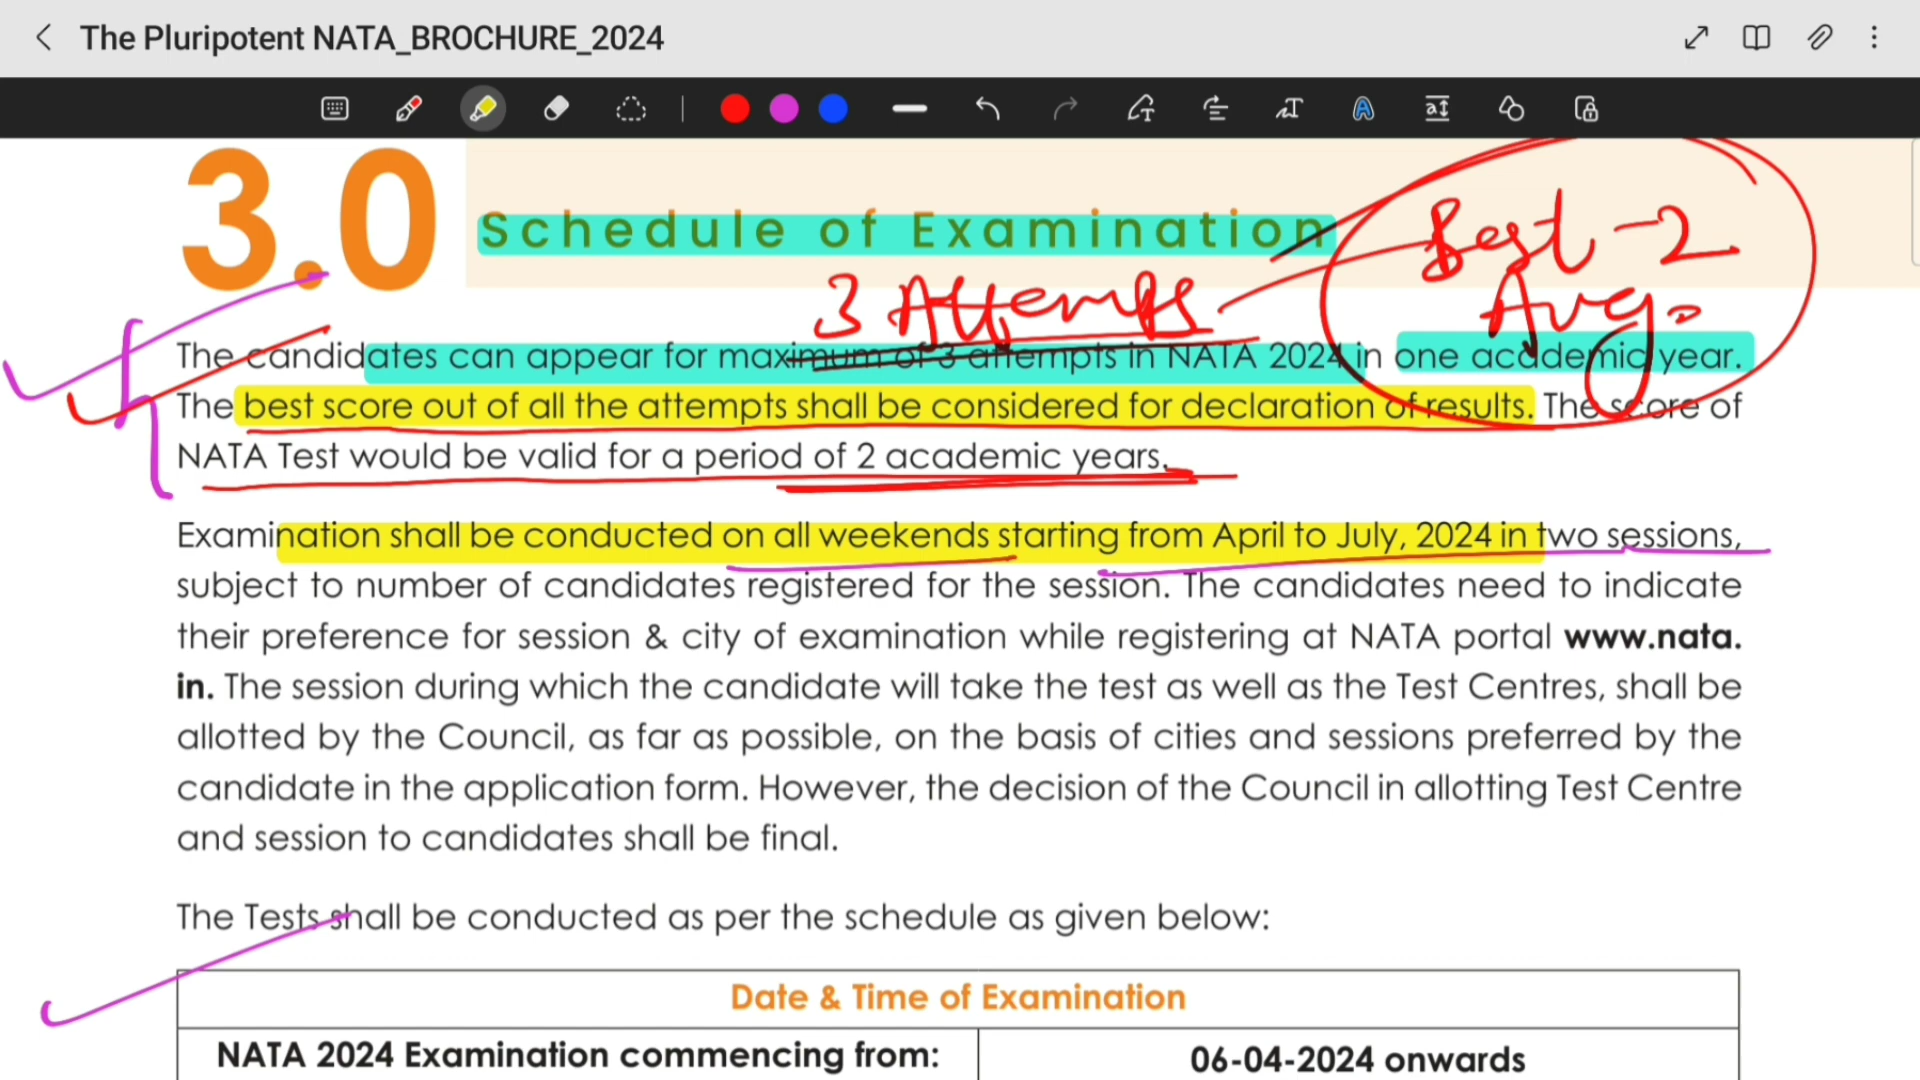 The Pluripotent NATA_BROCHURE_2024
3.0
Schedule of Examination
Best -2
Avg.
3 Attempts
The candidates can appear for maximum of 3 attempts in NATA 2024 in one academic year.
The best score out of all the attempts shall be considered for declaration of results. The score of
NATA Test would be valid for a period of 2 academic years.
Examination shall be conducted on all weekends starting from April to July, 2024 in two sessions,
subject to number of candidates registered for the session. The candidates need to indicate
their preference for session & city of examination while registering at NATA portal www.nata.
in. The session during which the candidate will take the test as well as the Test Centres, shall be
allotted by the Council, as far as possible, on the basis of cities and sessions preferred by the
candidate in the application form. However, the decision of the Council in allotting Test Centre
and session to candidates shall be final.
The Tests shall be conducted as per the schedule as given below:
Date & Time of Examination
NATA 2024 Examination commencing from:
06-04-2024 onwards